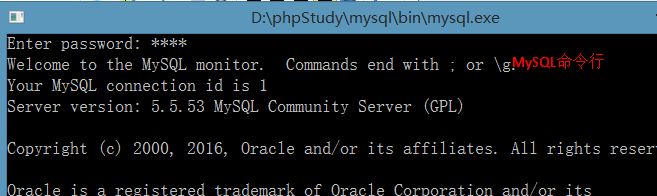 D:\phpStudy\mysql\bin\mysql.exe
Enter password: ****
Welcome to the MySQL monitor.  Commands end with ; or \g.MySQL命令行
Your MySQL connection id is 1
Server version: 5.5.53 MySQL Community Server (GPL)
Copyright (c) 2000, 2016, Oracle and/or its affiliates. All rights reser
Oracle is a registered trademark of Oracle Corporation and/or its